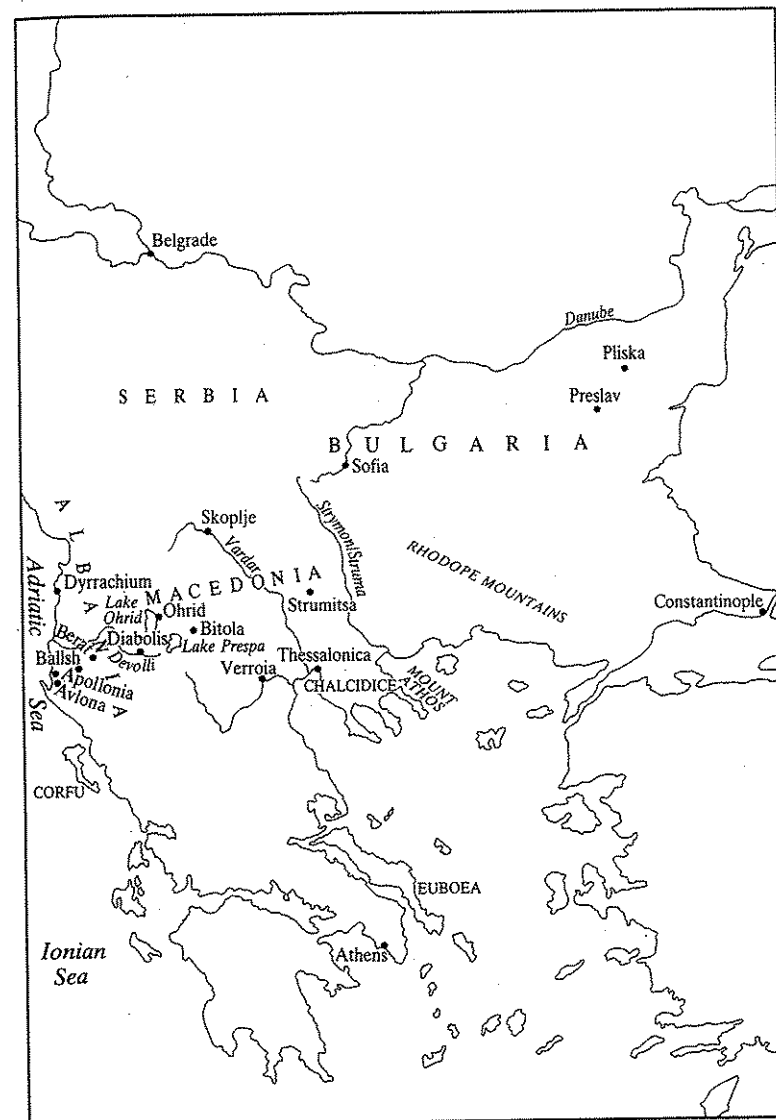 Belgrade
Danube
Pliska
SERBIA
Preslav
BULGARIA
Sofia
ALBANIA
Skoplje
Strymon/Struma
Vardar
RHODOPE MOUNTAINS
Adriatic
Sea
Dyrrachium
MACEDONIA
Lake
Ohrid
Ohrid
Strumitsa
Constantinople
Bitola
Diabolis
Lake Prespa
Berat
Devolli
Ballsh
Apollonia
Avlona
Verroia
Thessalonica
CHALCIDICE
MOUNT
ATHOS
CORFU
EUBOEA
Ionian
Sea
Athens